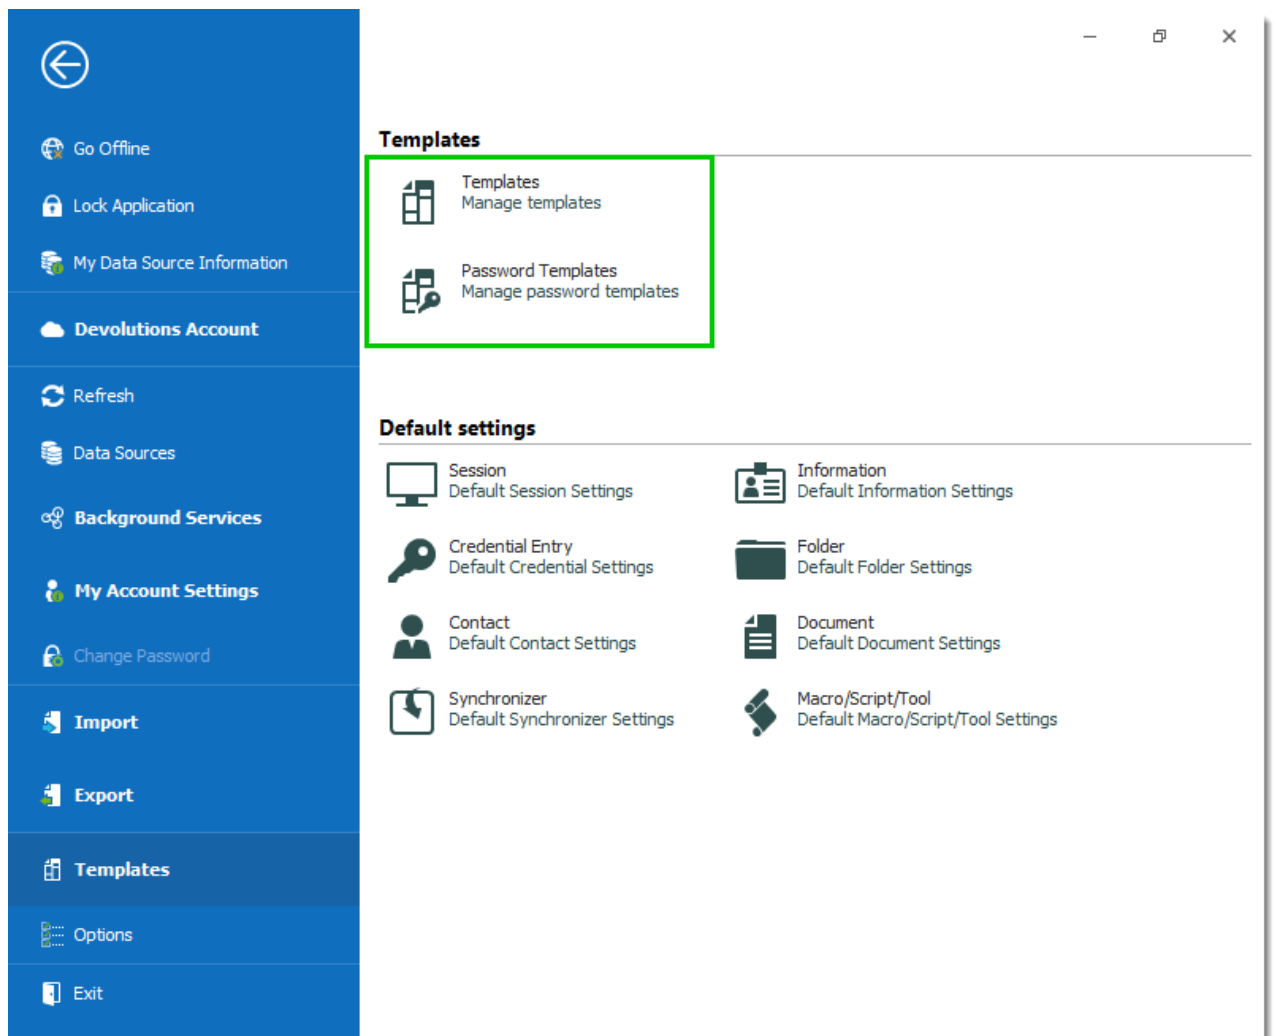 Go Offline
Lock Application
My Data Source Information
Devolutions Account
Refresh
Data Sources
Background Services
My Account Settings
Change Password
Import
Export
Templates
Options
Exit
Templates
Templates
Manage templates
Password Templates
Manage password templates
Default settings
Session
Default Session Settings
Information
Default Information Settings
Credential Entry
Default Credential Settings
Folder
Default Folder Settings
Contact
Default Contact Settings
Document
Default Document Settings
Synchronizer
Default Synchronizer Settings
Macro/Script/Tool
Default Macro/Script/Tool Settings